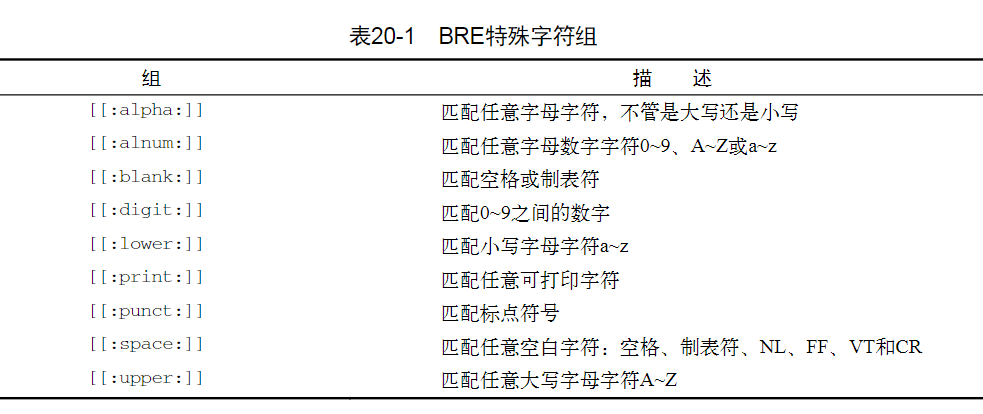 表20-1 BRE特殊字符组
组 描 述
[[:alpha:]] 匹配任意字母字符，不管是大写还是小写
[[:alnum:]] 匹配任意字母数字字符0~9、A~Z或a~z
[[:blank:]] 匹配空格或制表符
[[:digit:]] 匹配0~9之间的数字
[[:lower:]] 匹配小写字母字符a~z
[[:print:]] 匹配任意可打印字符
[[:punct:]] 匹配标点符号
[[:space:]] 匹配任意空白字符：空格、制表符、NL、FF、VT和CR
[[:upper:]] 匹配任意大写字母字符A~Z